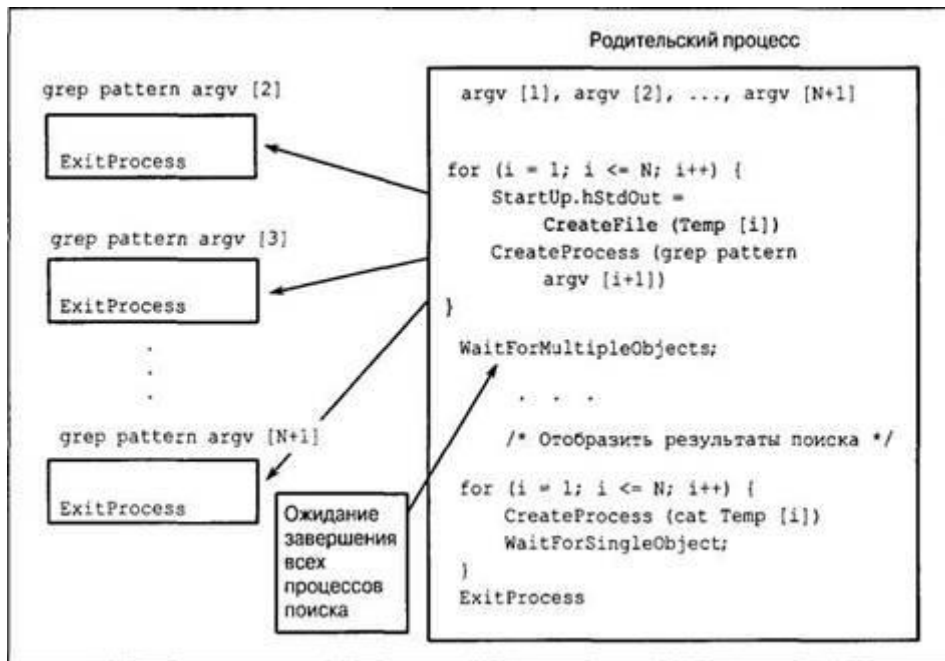 Родительский процесс
grep pattern argv [2]
ExitProcess
grep pattern argv [3]
ExitProcess
.
.
.
grep pattern argv [N+1]
ExitProcess
Ожидание
завершения
всех
процессов
поиска
argv [1], argv [2], ..., argv [N+1]
for (i = 1; i <= N; i++) {
StartUp.hStdOut =
CreateFile (Temp [i])
CreateProcess (grep pattern
argv [i+1])
}
WaitForMultipleObjects;
. . .
/* Отобразить результаты поиска */
for (i = 1; i <= N; i++) {
CreateProcess (cat Temp [i])
WaitForSingleObject;
}
ExitProcess